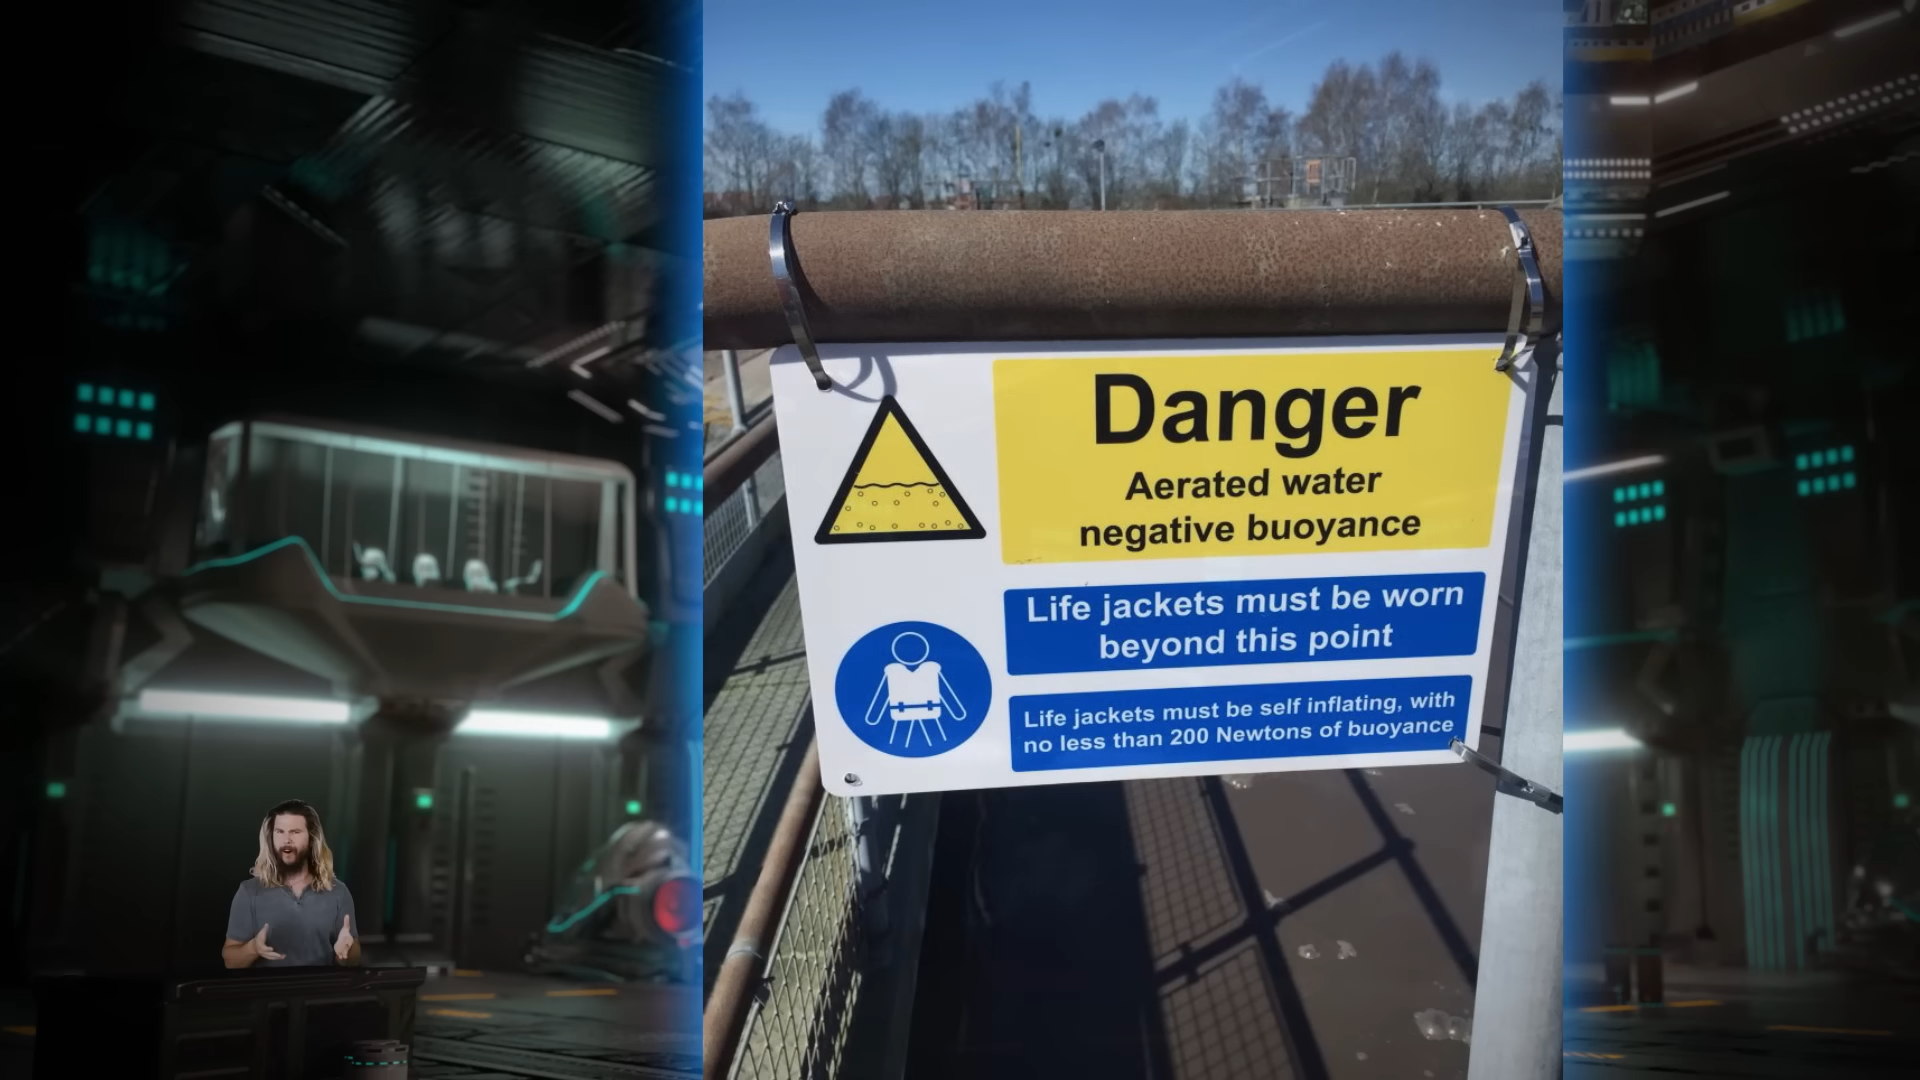 Danger
Aerated water
negative buoyance
Life jackets must be worn
beyond this point
Life jackets must be self inflating, with
no less than 200 Newtons of buoyance